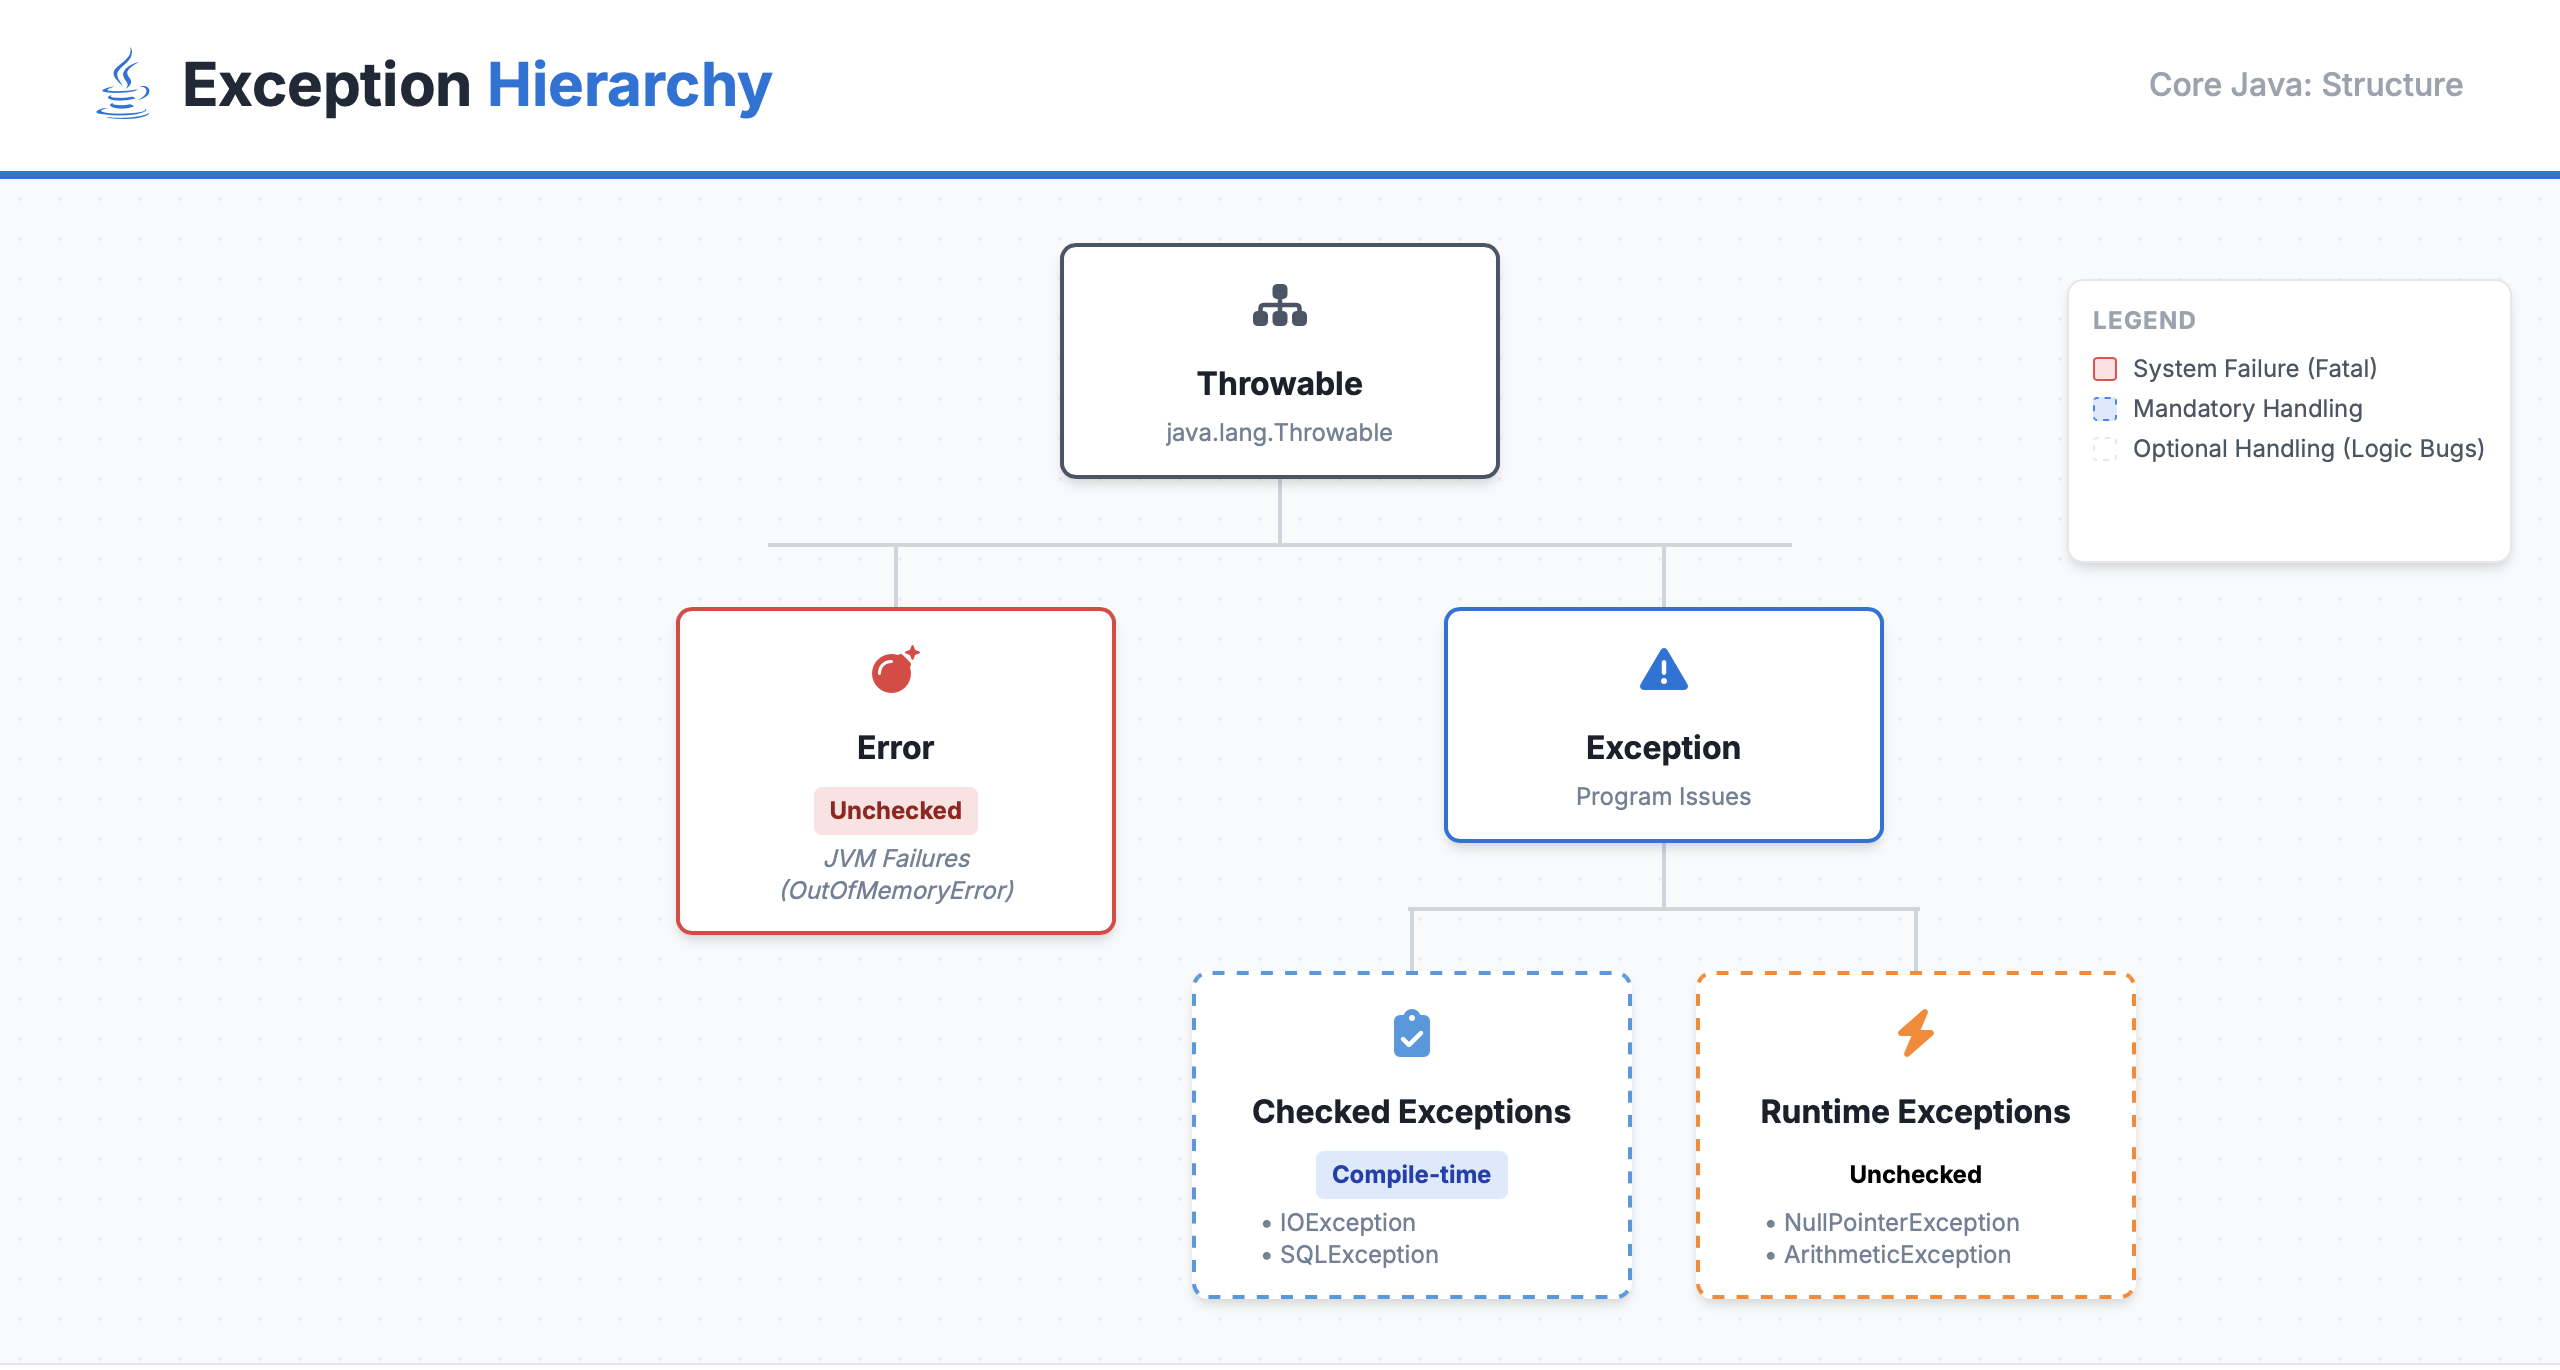 Exception Hierarchy
Core Java: Structure
Throwable
java.lang.Throwable
LEGEND
System Failure (Fatal)
Mandatory Handling
Optional Handling (Logic Bugs)
Error
Unchecked
JVM Failures
(OutOfMemoryError)
Exception
Program Issues
Checked Exceptions
Compile-time
• IOException
• SQLException
Runtime Exceptions
Unchecked
• NullPointerException
• ArithmeticException